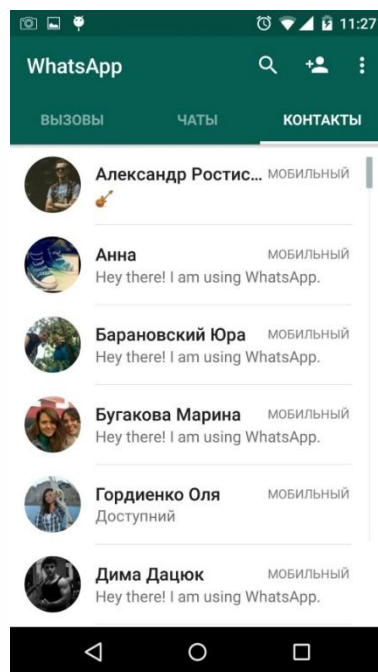 11:27
WhatsApp
ВЫЗОВЫ ЧАТЫ КОНТАКТЫ
Александр Ростис... МОБИЛЬНЫЙ
Анна МОБИЛЬНЫЙ
Hey there! I am using WhatsApp.
Барановский Юра МОБИЛЬНЫЙ
Hey there! I am using WhatsApp.
Бугакова Марина МОБИЛЬНЫЙ
Hey there! I am using WhatsApp.
Гордиенко Оля МОБИЛЬНЫЙ
Доступний
Дима Дацюк МОБИЛЬНЫЙ
Hey there! I am using WhatsApp.